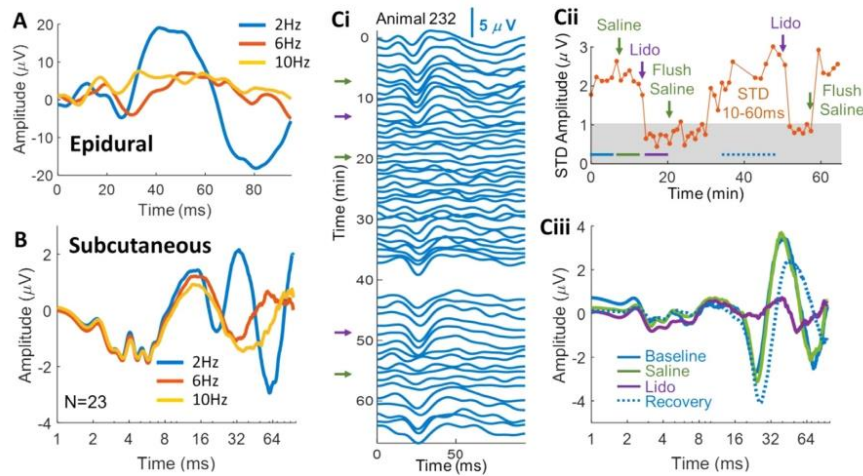 A
Amplitude (μV)
20
10
0
-10
-20
2Hz
6Hz
10Hz
Epidural
0
20
40
60
80
Time (ms)
B
Subcutaneous
Amplitude (μV)
4
2
0
-2
-4
2Hz
6Hz
10Hz
N=23
1
2
4
8
16
32
64
Time (ms)
Ci
Animal 232
5 μV
Time (min)
0
10
20
30
40
50
60
0
50
Time (ms)
Cii
STD Amplitude (μV)
3
2
1
0
Saline
Lido
Flush
Saline
STD
10-60ms
Lido
Flush
Saline
0
20
40
60
Time (min)
Ciii
Amplitude (μV)
4
2
0
-2
-4
Baseline
Saline
Lido
Recovery
1
2
4
8
16
32
64
Time (ms)